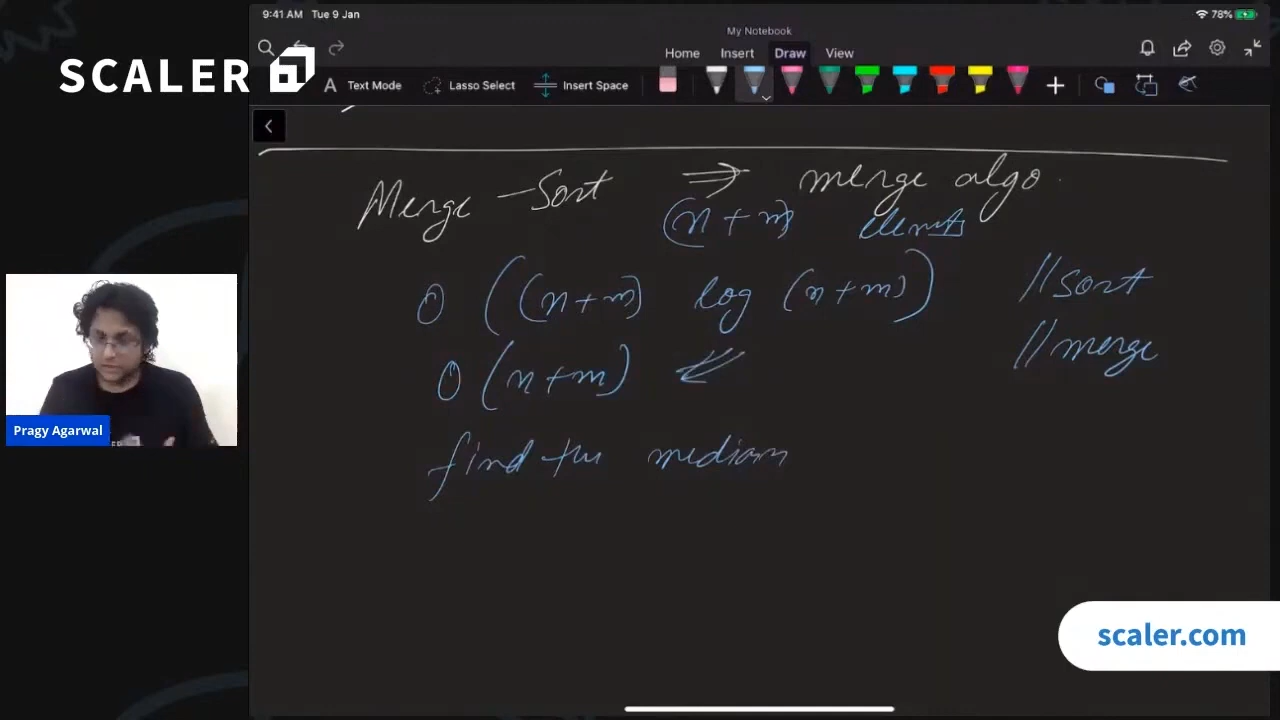 9:41 AM Tue 9 Jan
78%
My Notebook
Home Insert Draw View
SCALER
Text Mode Lasso Select Insert Space
Merge - Sort ⇒ merge algo.
(n + m) elements
O ((n+m) log (n+m)) //sort
O (n+m) //merge
find the median
Pragy Agarwal
scaler.com